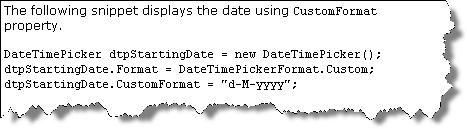 The following snippet displays the date using CustomFormat
property.
DateTimePicker dtpStartingDate = new DateTimePicker();
dtpStartingDate.Format = DateTimePickerFormat.Custom;
dtpStartingDate.CustomFormat = "d-M-yyyy";